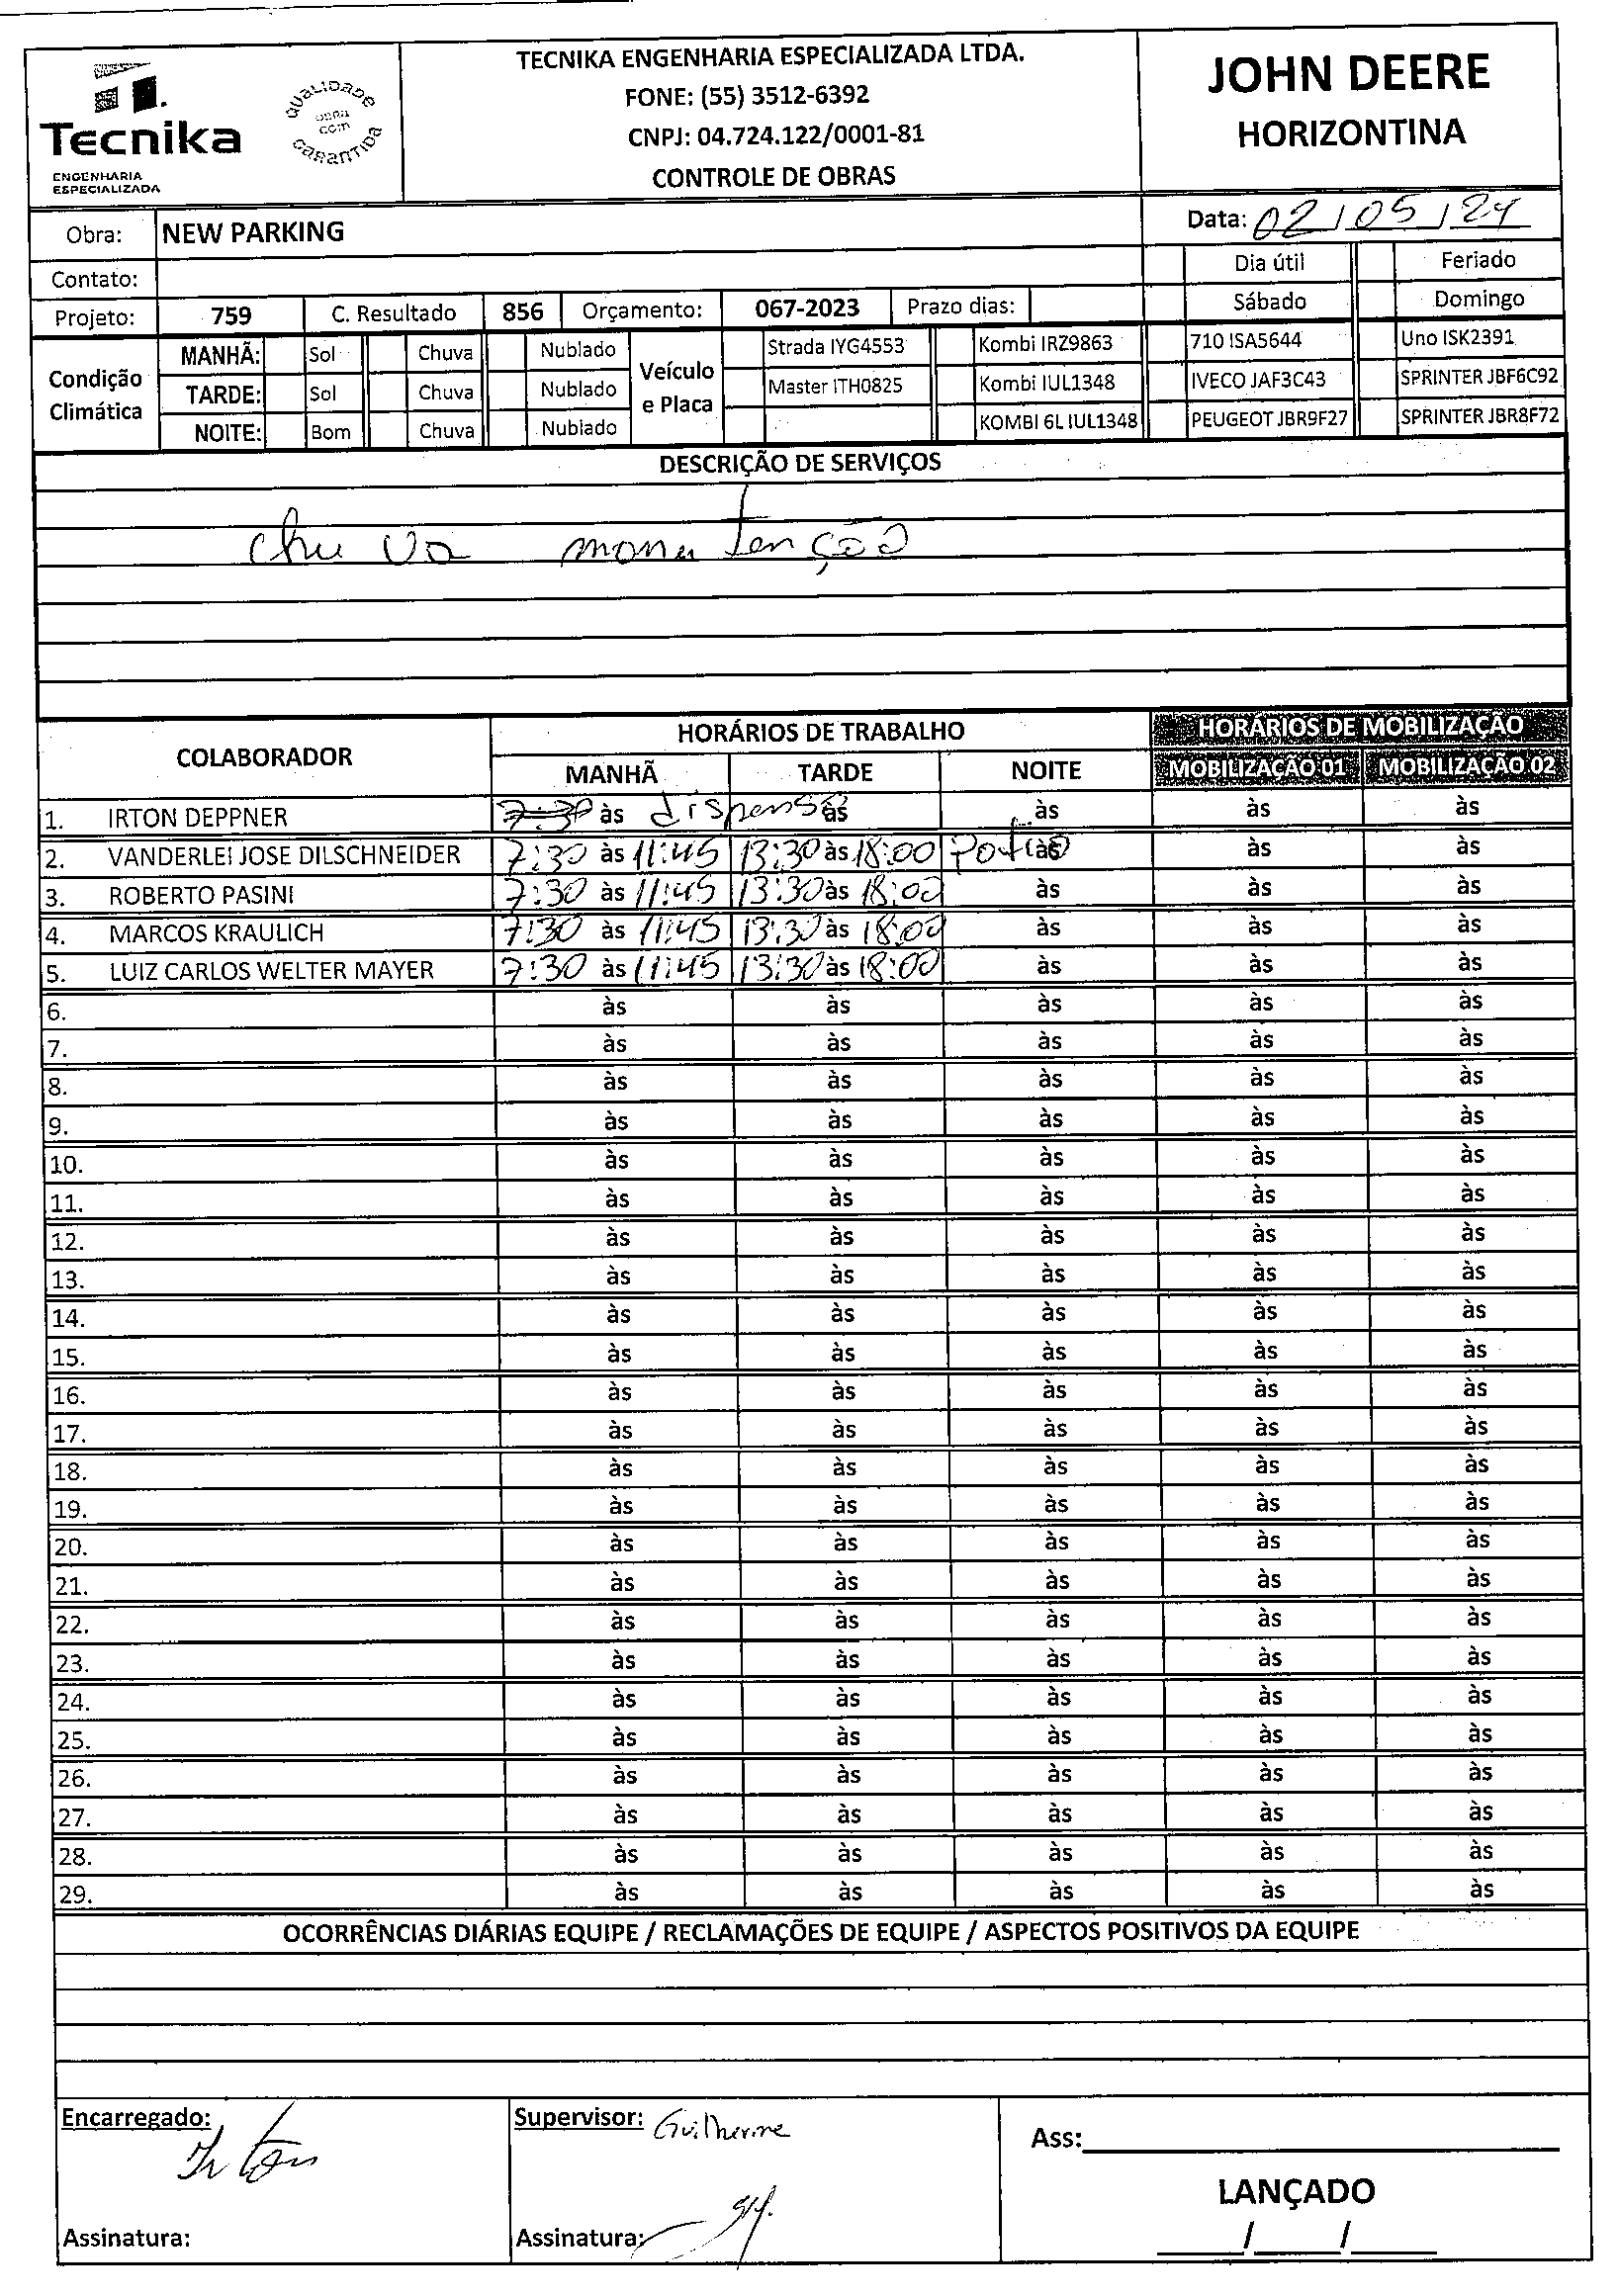 TECNIKA ENGENHARIA ESPECIALIZADA LTDA.
FONE: (55) 3512-6392
CNPJ: 04.724.122/0001-81
CONTROLE DE OBRAS
Tecnika
ENGENHARIA
ESPECIALIZADA
QUALIDADE
OBRA
COM
GARANTIDA
JOHN DEERE
HORIZONTINA
Obra: NEW PARKING
Data: 02/05/24
Contato:
Dia útil Feriado
Projeto: 759 C. Resultado 856 Orçamento: 067-2023 Prazo dias: Sábado Domingo
Condição Climática
MANHÃ: Sol Chuva Nublado
TARDE: Sol Chuva Nublado
NOITE: Bom Chuva Nublado
Veículo e Placa
Strada IYG4553 Kombi IRZ9863 710 ISA5644 Uno ISK2391
Master ITH0825 Kombi IUL1348 IVECO JAF3C43 SPRINTER JBF6C92
KOMBI 6L IUL1348 PEUGEOT JBR9F27 SPRINTER JBR8F72
DESCRIÇÃO DE SERVIÇOS
chuva manutenção
COLABORADOR HORÁRIOS DE TRABALHO HORÁRIOS DE MOBILIZAÇÃO
MANHÃ TARDE NOITE MOBILIZAÇÃO 01 MOBILIZAÇÃO 02
1. IRTON DEPPNER 7:30 às dispensa às às às às
2. VANDERLEI JOSE DILSCHNEIDER 7:30 às 11:45 13:30 às 18:00 às às às
3. ROBERTO PASINI 7:30 às 11:45 13:30 às 18:00 às às às
4. MARCOS KRAULICH 7:30 às 11:45 13:30 às 18:00 às às às
5. LUIZ CARLOS WELTER MAYER 7:30 às 11:45 13:30 às 18:00 às às às
6. às às às às às
7. às às às às às
8. às às às às às
9. às às às às às
10. às às às às às
11. às às às às às
12. às às às às às
13. às às às às às
14. às às às às às
15. às às às às às
16. às às às às às
17. às às às às às
18. às às às às às
19. às às às às às
20. às às às às às
21. às às às às às
22. às às às às às
23. às às às às às
24. às às às às às
25. às às às às às
26. às às às às às
27. às às às às às
28. às às às às às
29. às às às às às
OCORRÊNCIAS DIÁRIAS EQUIPE / RECLAMAÇÕES DE EQUIPE / ASPECTOS POSITIVOS DA EQUIPE
Encarregado: Irton
Assinatura:
Supervisor: Guilherme
Assinatura:
Ass:
LANÇADO
/ /